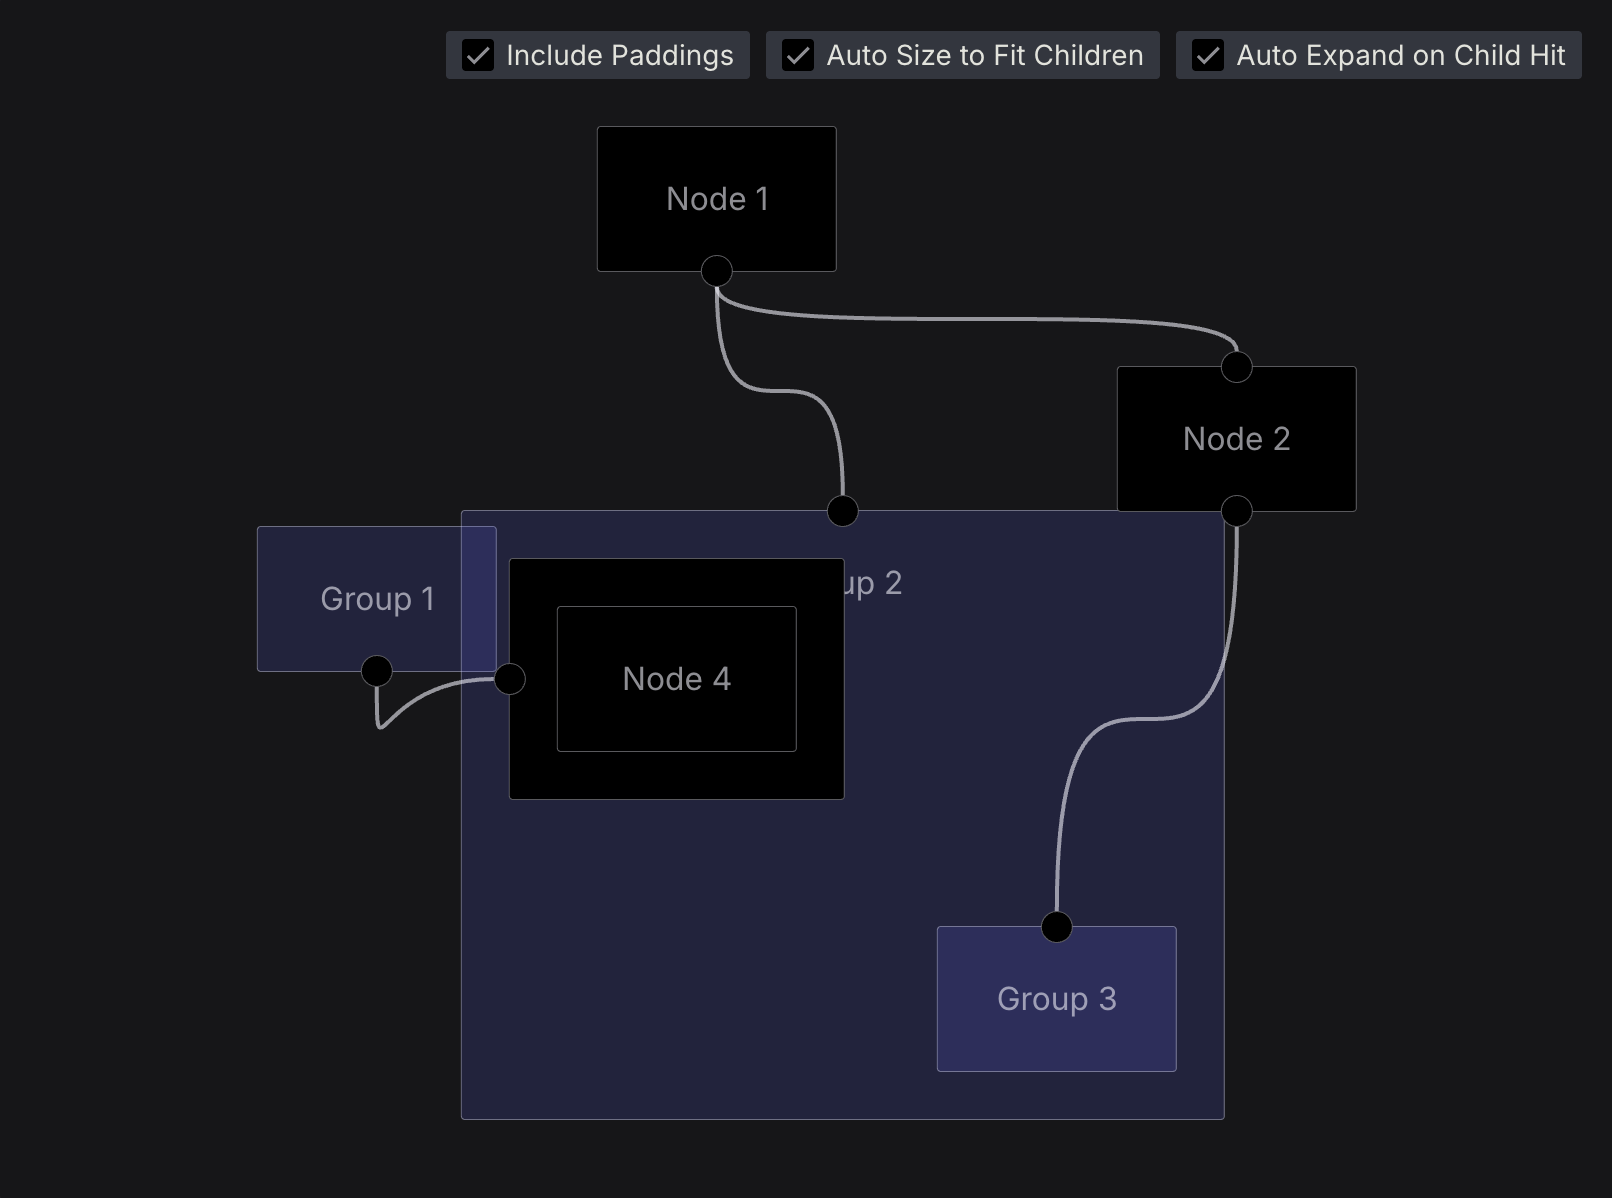 Include Paddings
Auto Size to Fit Children
Auto Expand on Child Hit
Node 1
Node 2
up 2
Group 1
Node 4
Group 3